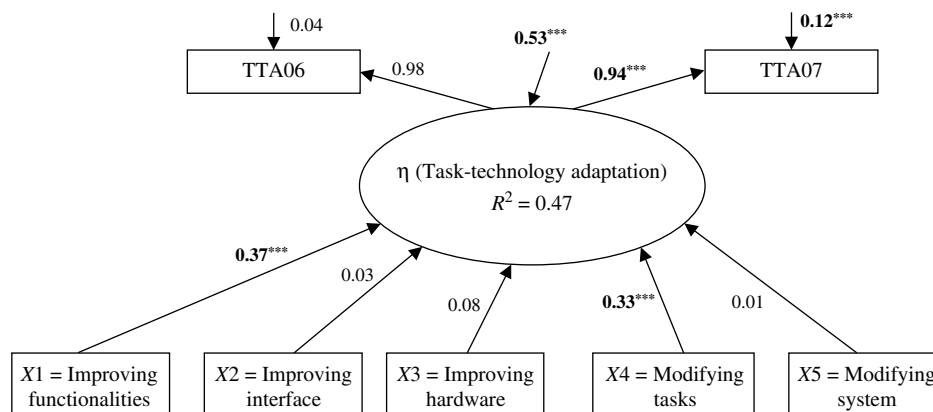 0.04
0.53***
0.12***
TTA06
0.98
0.94***
TTA07
η (Task-technology adaptation)
R² = 0.47
0.37***
0.03
0.08
0.33***
0.01
X1 = Improving
functionalities
X2 = Improving
interface
X3 = Improving
hardware
X4 = Modifying
tasks
X5 = Modifying
system